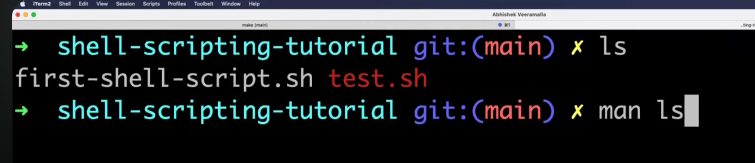 iTerm2 Shell Edit View Session Scripts Profiles Toolbelt Window Help
Abhishek Veeramalla
make (main) ⌘1
→ shell-scripting-tutorial git:(main) ✗ ls
first-shell-script.sh test.sh
→ shell-scripting-tutorial git:(main) ✗ man ls